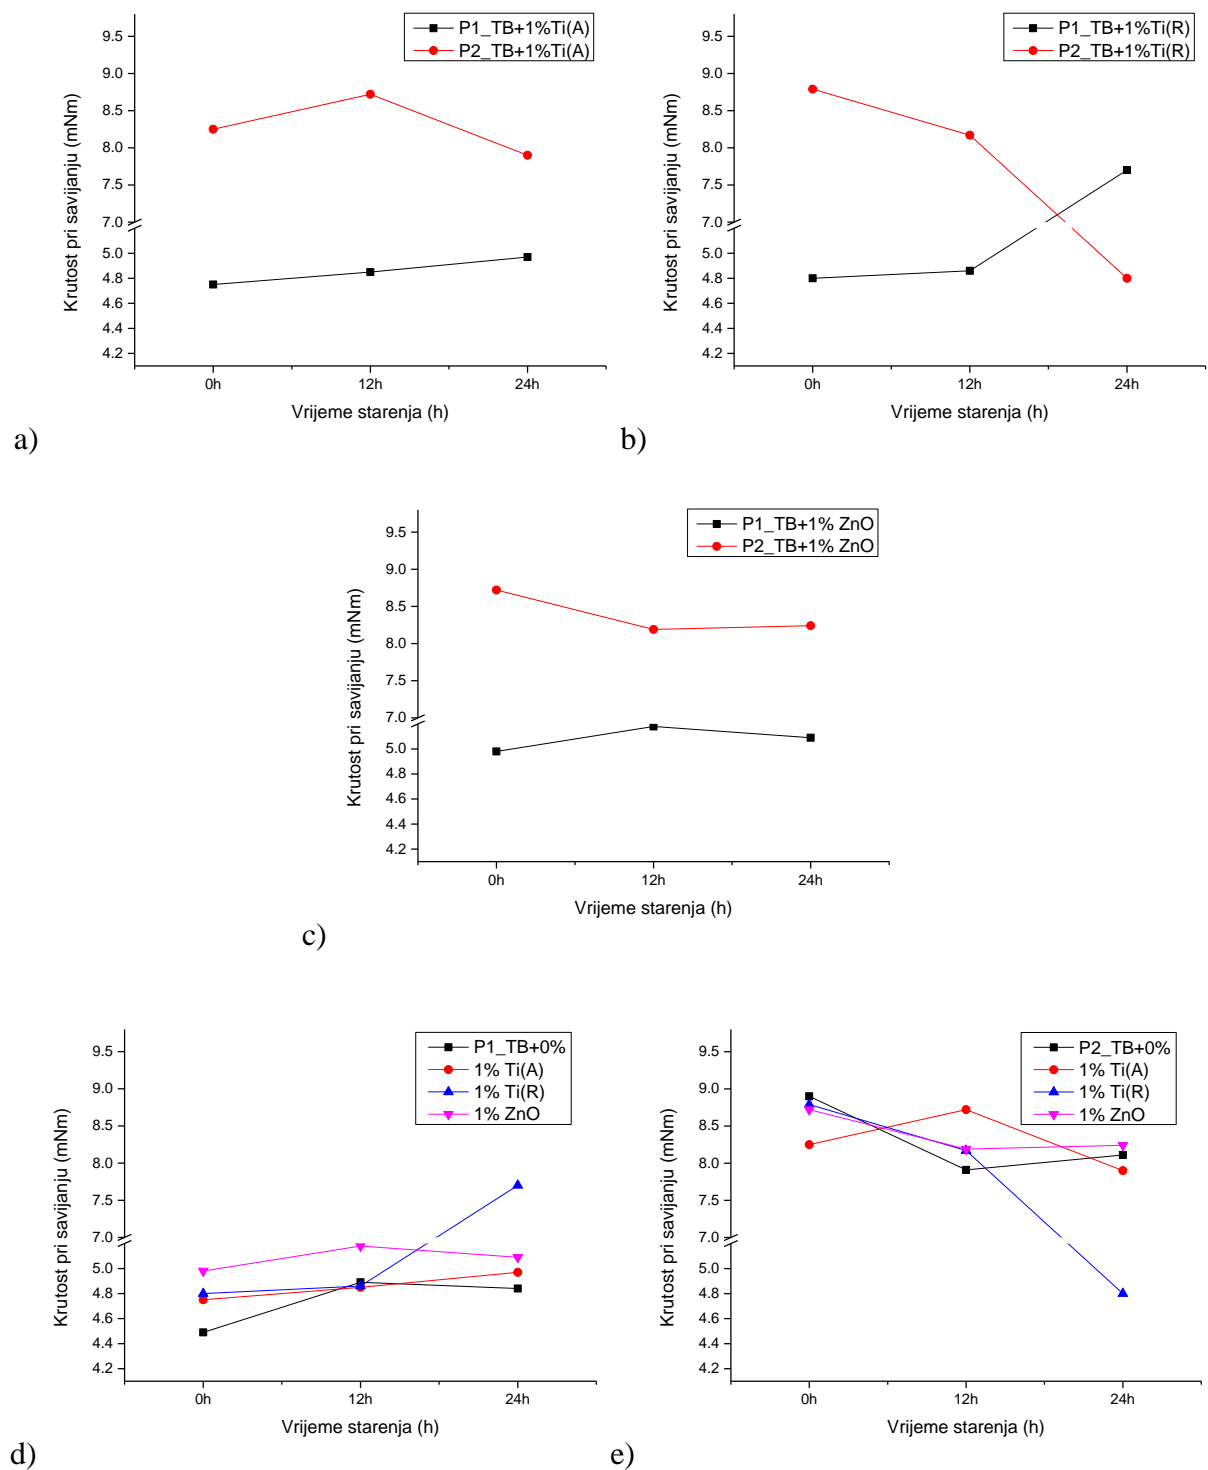 P1_TB+1%Ti(A)
P2_TB+1%Ti(A)
Krutost pri savijanju (mNm)
9.5
9.0
8.5
8.0
7.5
7.0
5.0
4.8
4.6
4.4
4.2
0h 12h 24h
Vrijeme starenja (h)
a)
P1_TB+1%Ti(R)
P2_TB+1%Ti(R)
Krutost pri savijanju (mNm)
9.5
9.0
8.5
8.0
7.5
7.0
5.0
4.8
4.6
4.4
4.2
0h 12h 24h
Vrijeme starenja (h)
b)
P1_TB+1% ZnO
P2_TB+1% ZnO
Krutost pri savijanju (mNm)
9.5
9.0
8.5
8.0
7.0
5.0
4.8
4.6
4.4
4.2
0h 12h 24h
Vrijeme starenja (h)
c)
P1_TB+0%
1% Ti(A)
1% Ti(R)
1% ZnO
Krutost pri savijanju (mNm)
9.5
9.0
8.5
8.0
7.5
7.0
5.0
4.8
4.6
4.4
4.2
0h 12h 24h
Vrijeme starenja (h)
d)
P2_TB+0%
1% Ti(A)
1% Ti(R)
1% ZnO
Krutost pri savijanju (mNm)
9.5
9.0
8.5
8.0
7.5
7.0
5.0
4.8
4.6
4.4
4.2
0h 12h 24h
Vrijeme starenja (h)
e)